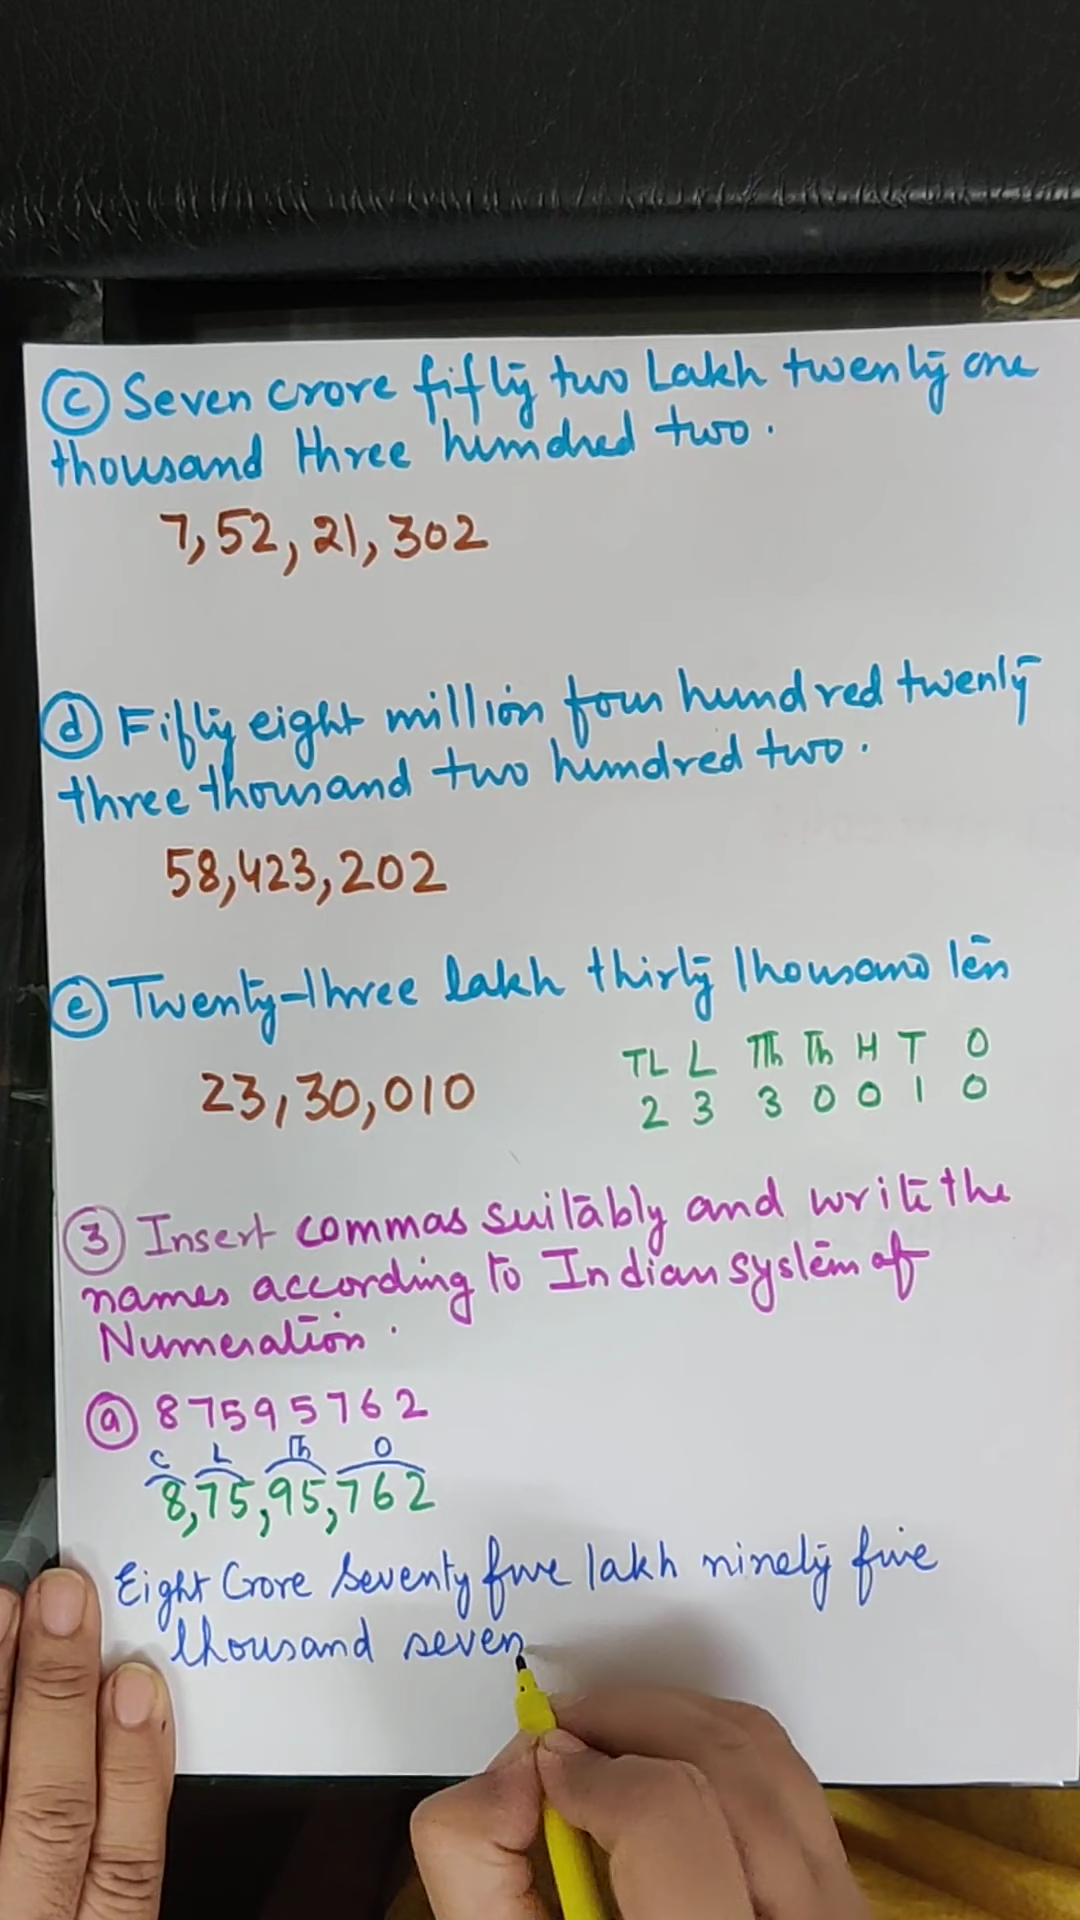 (c) Seven crore fifty two Lakh twenty one
thousand three hundred two.
7,52,21,302
(d) Fifty eight million four hundred twenty
three thousand two hundred two.
58,423,202
(e) Twenty-three lakh thirty thousand ten
TL L TTh Th H T O
23,30,010
2 3 3 0 0 1 0
(3) Insert commas suitably and write the
names according to Indian system of
Numeration.
(a) 87595762
C L Th O
8,75,95,762
Eight Crore Seventy five lakh ninety five
thousand seven